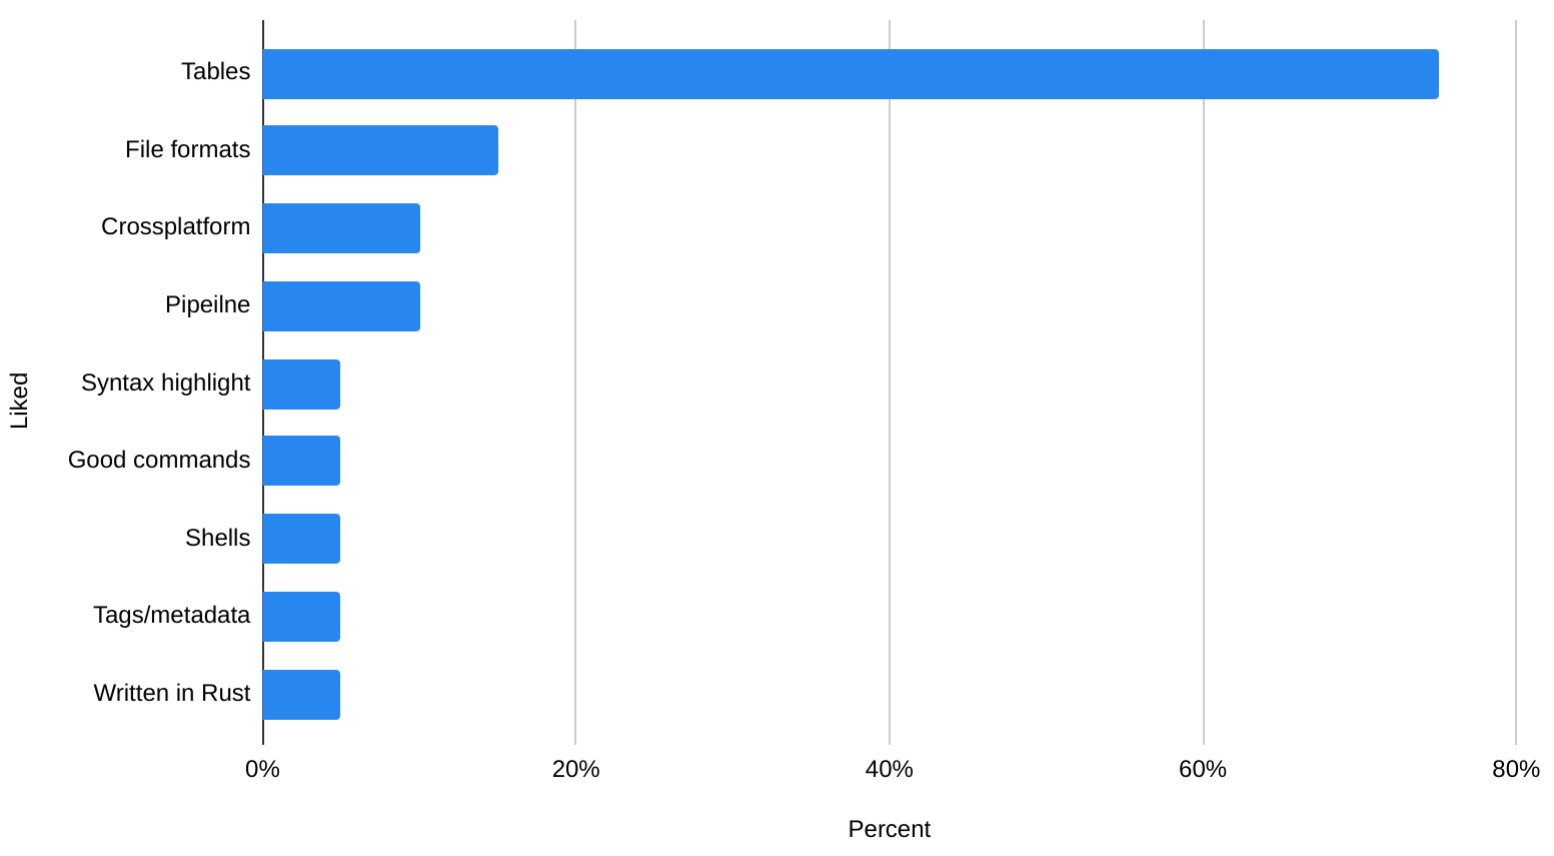 Tables
File formats
Crossplatform
Pipeilne
Syntax highlight
Good commands
Shells
Tags/metadata
Written in Rust
Liked
0% 20% 40% 60% 80%
Percent